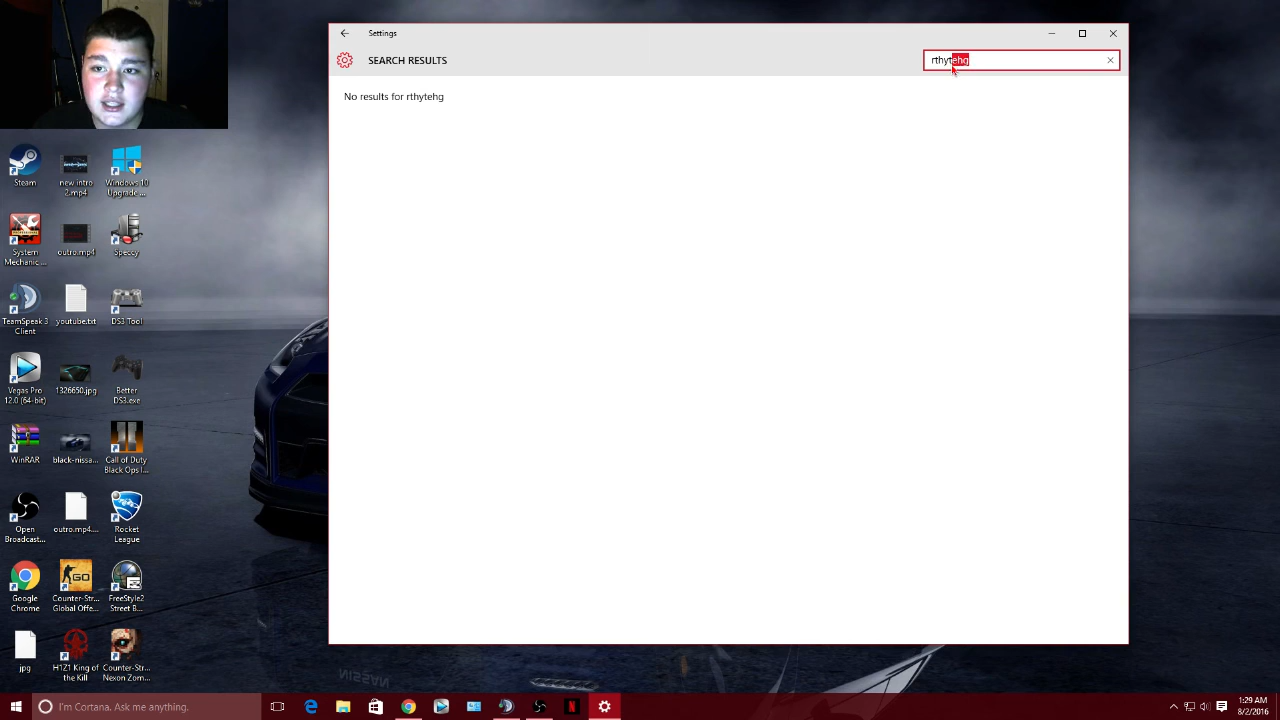 Settings
SEARCH RESULTS
rthytehg
No results for rthytehg
Steam
new intro
2.mp4
Windows 10
Upgrade ...
System
Mechanic ...
outro.mp4
Speccy
TeamSpeak 3
Client
youtube.txt
DS3 Tool
Vegas Pro
12.0 (64-bit)
1326650.jpg
Better
DS3.exe
WinRAR
black-nissa...
Call of Duty
Black Ops I...
Open
Broadcast...
outro.mp4....
Rocket
League
Google
Chrome
GO
Counter-Str...
Global Offe...
FreeStyle2
Street B...
jpg
H1Z1 King of
the Kill
Counter-Str...
Nexon Zom...
NISSAN
I'm Cortana. Ask me anything.
1:29 AM
8/2/2016